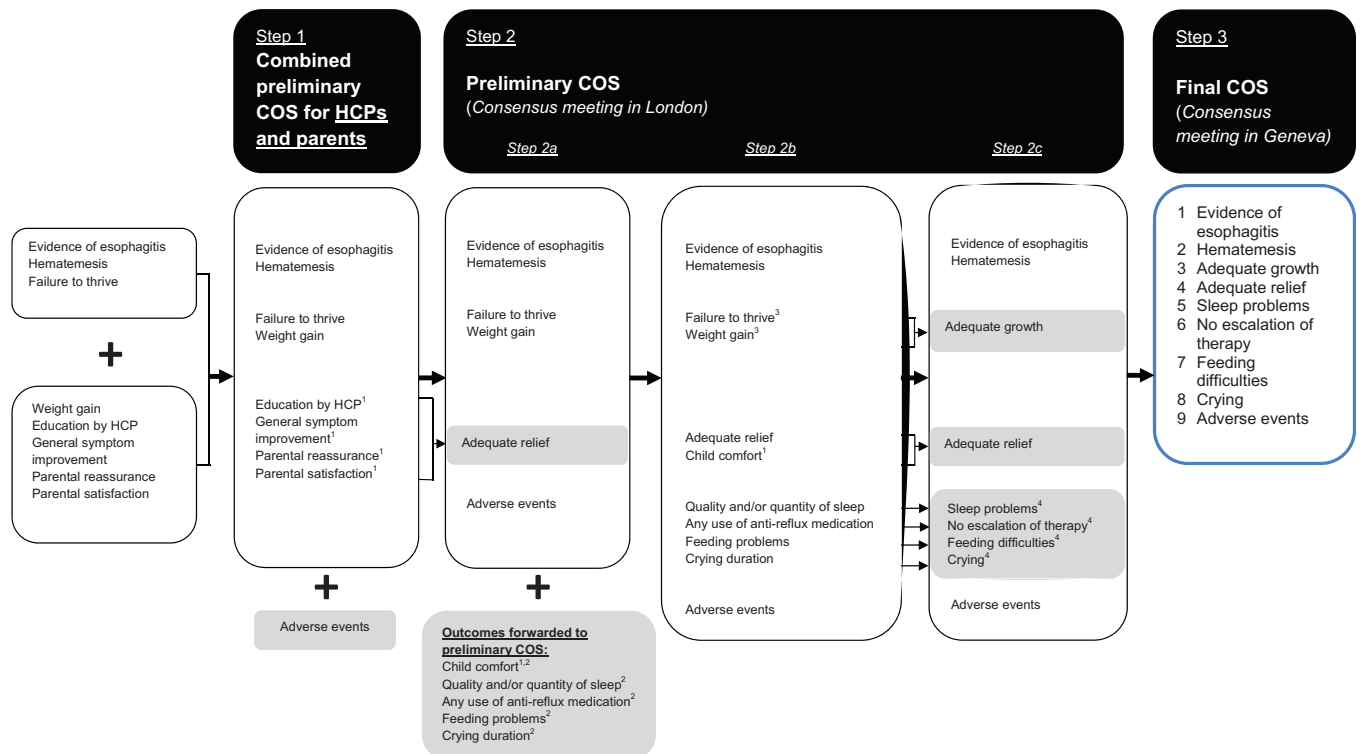 Step 1
Combined
preliminary
COS for HCPs
and parents
Step 2
Preliminary COS
(Consensus meeting in London)
Step 2a
Step 2b
Step 2c
Step 3
Final COS
(Consensus
meeting in Geneva)
Evidence of esophagitis
Hematemesis
Failure to thrive
+
Weight gain
Education by HCP
General symptom
improvement
Parental reassurance
Parental satisfaction
Evidence of esophagitis
Hematemesis
Failure to thrive
Weight gain
Education by HCP¹
General symptom
improvement¹
Parental reassurance¹
Parental satisfaction¹
+
Adverse events
Evidence of esophagitis
Hematemesis
Failure to thrive
Weight gain
Adequate relief
Adverse events
+
Outcomes forwarded to
preliminary COS:
Child comfort¹,²
Quality and/or quantity of sleep²
Any use of anti-reflux medication²
Feeding problems²
Crying duration²
Evidence of esophagitis
Hematemesis
Failure to thrive³
Weight gain³
Adequate relief
Child comfort¹
Quality and/or quantity of sleep
Any use of anti-reflux medication
Feeding problems
Crying duration
Adverse events
Evidence of esophagitis
Hematemesis
Adequate growth
Adequate relief
Sleep problems⁴
No escalation of therapy⁴
Feeding difficulties⁴
Crying⁴
Adverse events
1 Evidence of
esophagitis
2 Hematemesis
3 Adequate growth
4 Adequate relief
5 Sleep problems
6 No escalation of
therapy
7 Feeding
difficulties
8 Crying
9 Adverse events